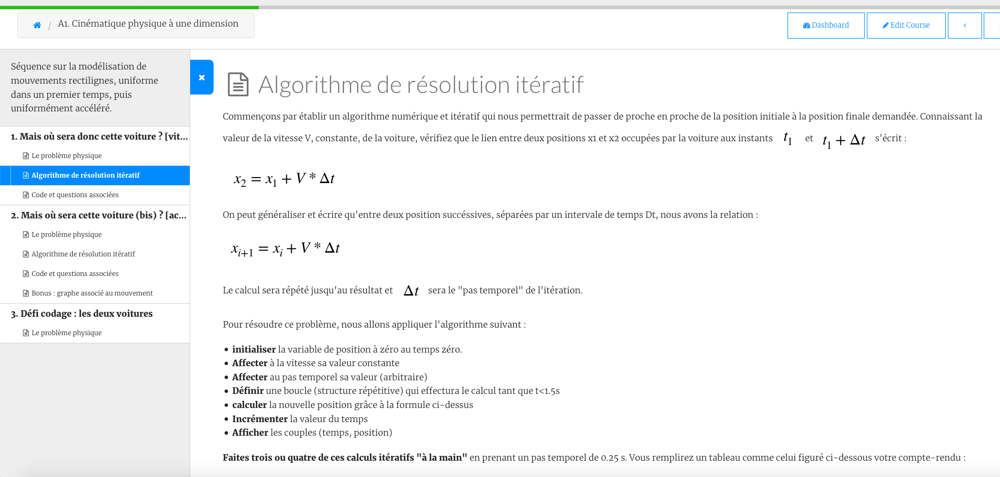 / A1. Cinématique physique à une dimension
Dashboard
Edit Course
<
Séquence sur la modélisation de
mouvements rectilignes, uniforme
dans un premier temps, puis
uniformément accéléré.
1. Mais où sera donc cette voiture ? [vit...
Le problème physique
Algorithme de résolution itératif
Code et questions associées
2. Mais où sera cette voiture (bis) ? [ac...
Le problème physique
Algorithme de résolution itératif
Code et questions associées
Bonus : graphe associé au mouvement
3. Défi codage : les deux voitures
Le problème physique
Algorithme de résolution itératif
Commençons par établir un algorithme numérique et itératif qui nous permettrait de passer de proche en proche de la position initiale à la position finale demandée. Connaissant la
valeur de la vitesse V, constante, de la voiture, vérifiez que le lien entre deux positions x1 et x2 occupées par la voiture aux instants t₁ et t₁ + Δt s'écrit :
x₂ = x₁ + V * Δt
On peut généraliser et écrire qu'entre deux position succéssives, séparées par un intervale de temps Dt, nous avons la relation :
xᵢ₊₁ = xᵢ + V * Δt
Le calcul sera répété jusqu'au résultat et Δt sera le "pas temporel" de l'itération.
Pour résoudre ce problème, nous allons appliquer l'algorithme suivant :
• initialiser la variable de position à zéro au temps zéro.
• Affecter à la vitesse sa valeur constante
• Affecter au pas temporel sa valeur (arbitraire)
• Définir une boucle (structure répétitive) qui effectura le calcul tant que t<1.5s
• calculer la nouvelle position grâce à la formule ci-dessus
• Incrémenter la valeur du temps
• Afficher les couples (temps, position)
Faites trois ou quatre de ces calculs itératifs "à la main" en prenant un pas temporel de 0.25 s. Vous remplirez un tableau comme celui figuré ci-dessous votre compte-rendu :